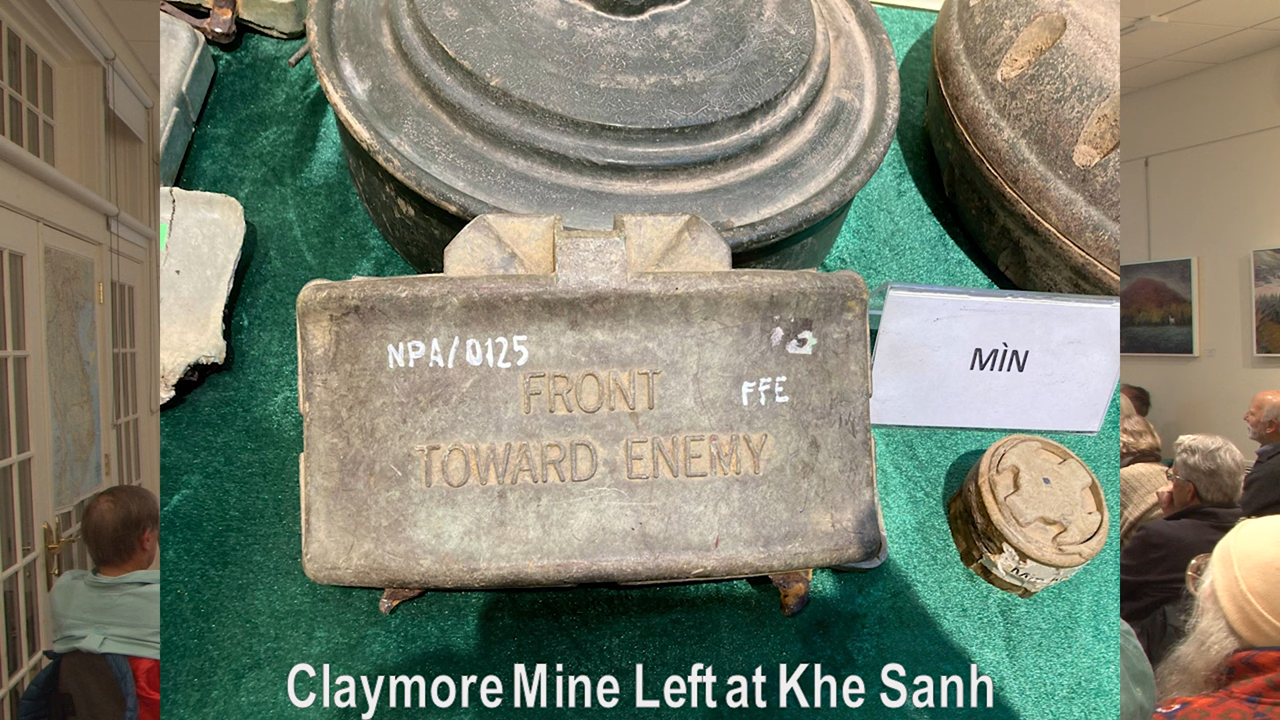 NPA/0125
FRONT
FFE
TOWARD ENEMY
MÌN
Claymore Mine Left at Khe Sanh